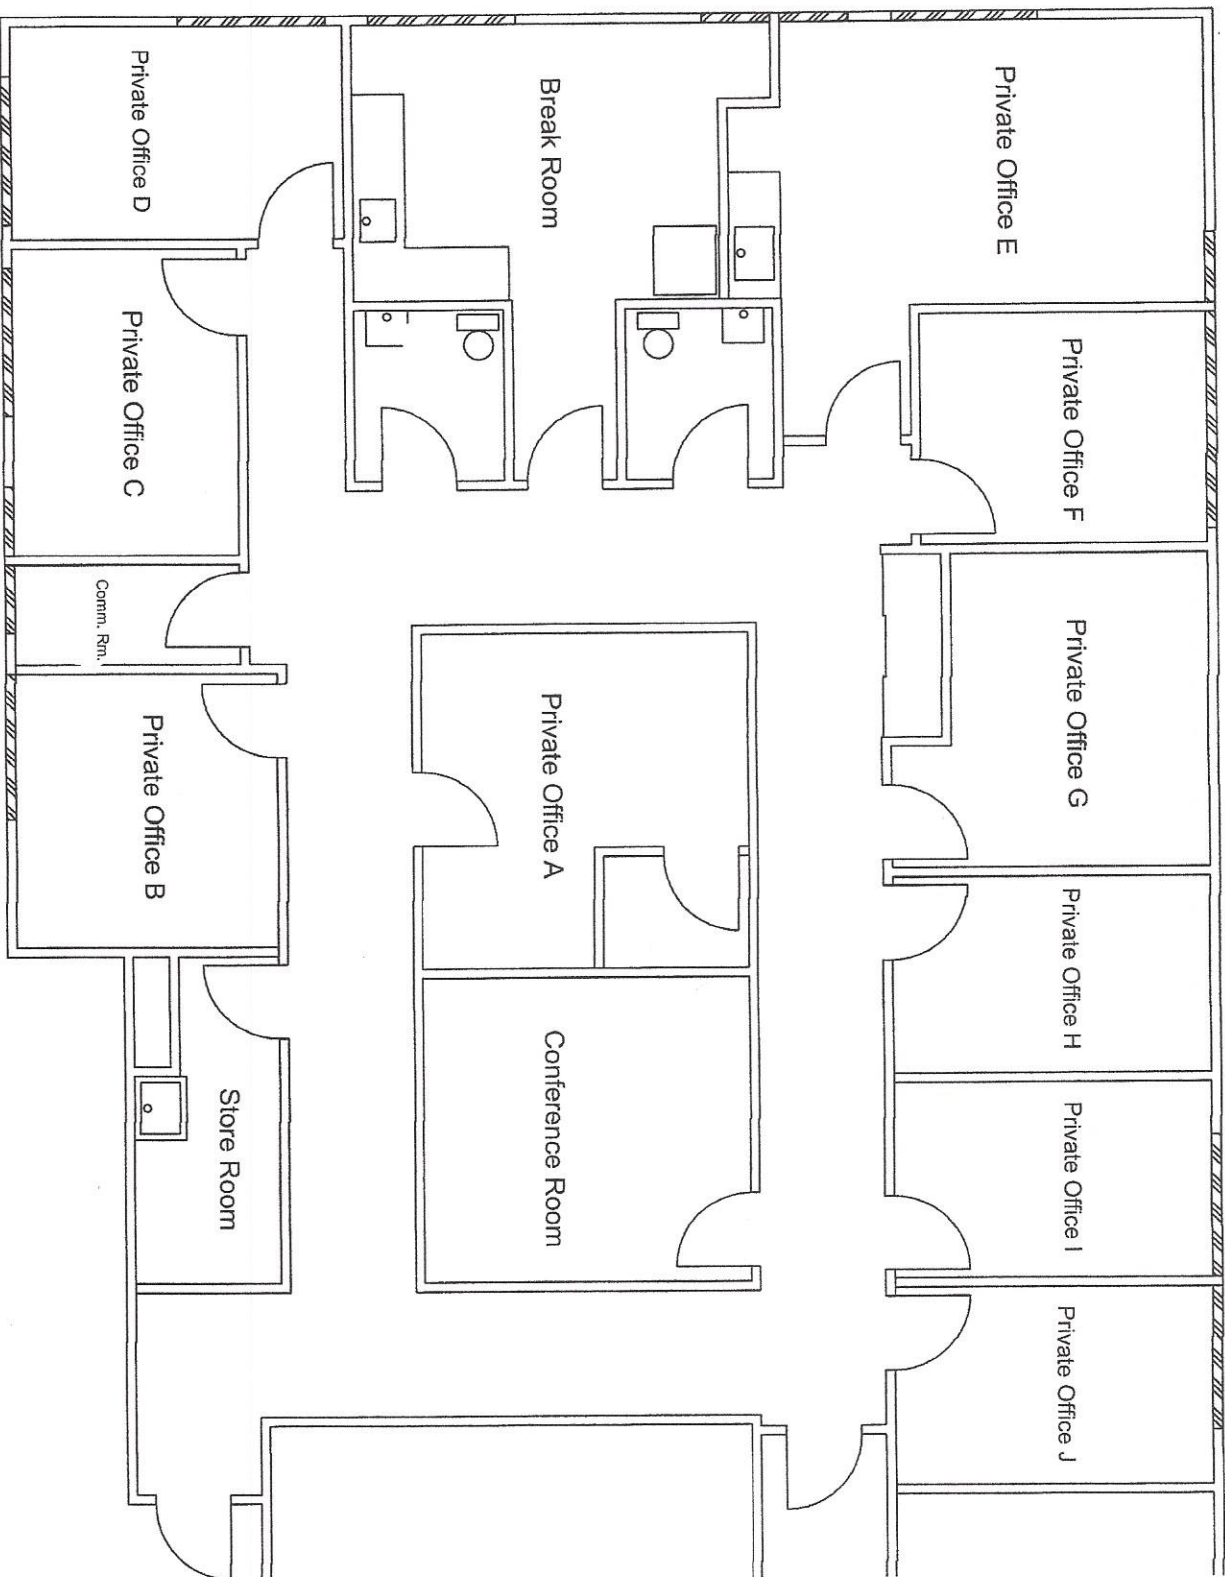 Private Office D
Break Room
Private Office E
Private Office C
Private Office F
Comm. Rm.
Private Office B
Private Office A
Private Office G
Private Office H
Store Room
Conference Room
Private Office I
Private Office J